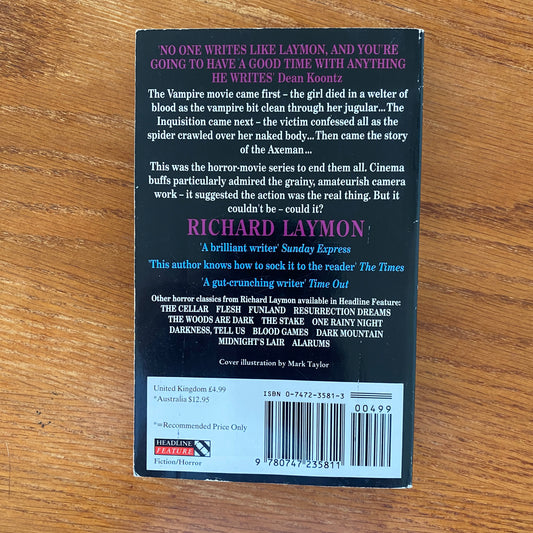 'NO ONE WRITES LIKE LAYMON, AND YOU'RE
GOING TO HAVE A GOOD TIME WITH ANYTHING
HE WRITES' Dean Koontz
The Vampire movie came first – the girl died in a welter of
blood as the vampire bit clean through her jugular... The
Inquisition came next – the victim confessed all as the
spider crawled over her naked body... Then came the story
of the Axeman...
This was the horror-movie series to end them all. Cinema
buffs particularly admired the grainy, amateurish camera
work – it suggested the action was the real thing. But it
couldn't be – could it?
RICHARD LAYMON
'A brilliant writer' Sunday Express
'This author knows how to sock it to the reader' The Times
'A gut-crunching writer' Time Out
Other horror classics from Richard Laymon available in Headline Feature:
THE CELLAR FLESH FUNLAND RESURRECTION DREAMS
THE WOODS ARE DARK THE STAKE ONE RAINY NIGHT
DARKNESS, TELL US BLOOD GAMES DARK MOUNTAIN
MIDNIGHT'S LAIR ALARUMS
Cover illustration by Mark Taylor
United Kingdom £4.99
*Australia $12.95
*=Recommended Price Only
HEADLINE
FEATURE
Fiction/Horror
ISBN 0-7472-3581-3
00499
9 780747 235811